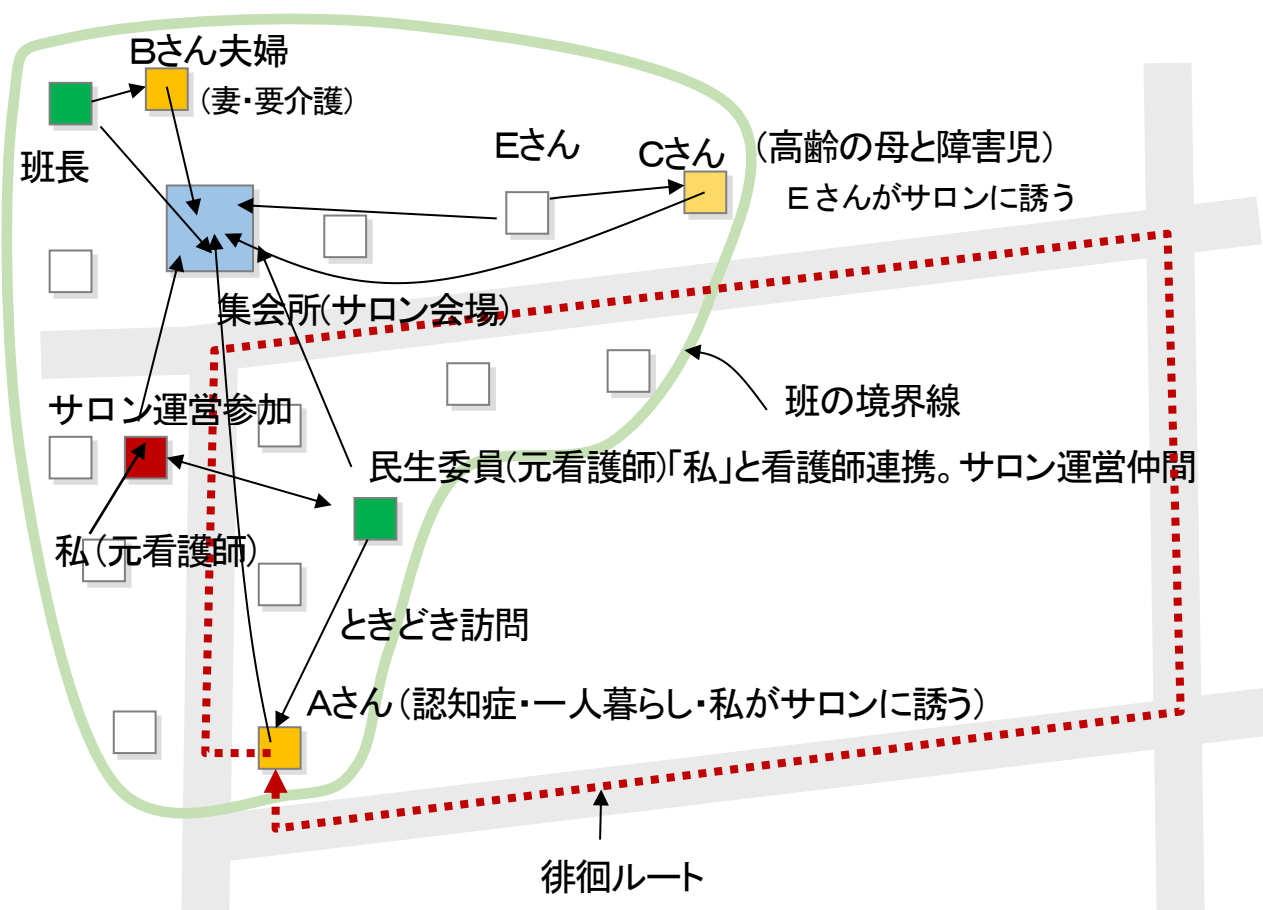 Bさん夫婦
(妻・要介護)
班長
Eさん
Cさん
(高齢の母と障害児)
Eさんがサロンに誘う
集会所(サロン会場)
サロン運営参加
班の境界線
民生委員(元看護師)「私」と看護師連携。サロン運営仲間
私(元看護師)
ときどき訪問
Aさん(認知症・一人暮らし・私がサロンに誘う)
徘徊ルート